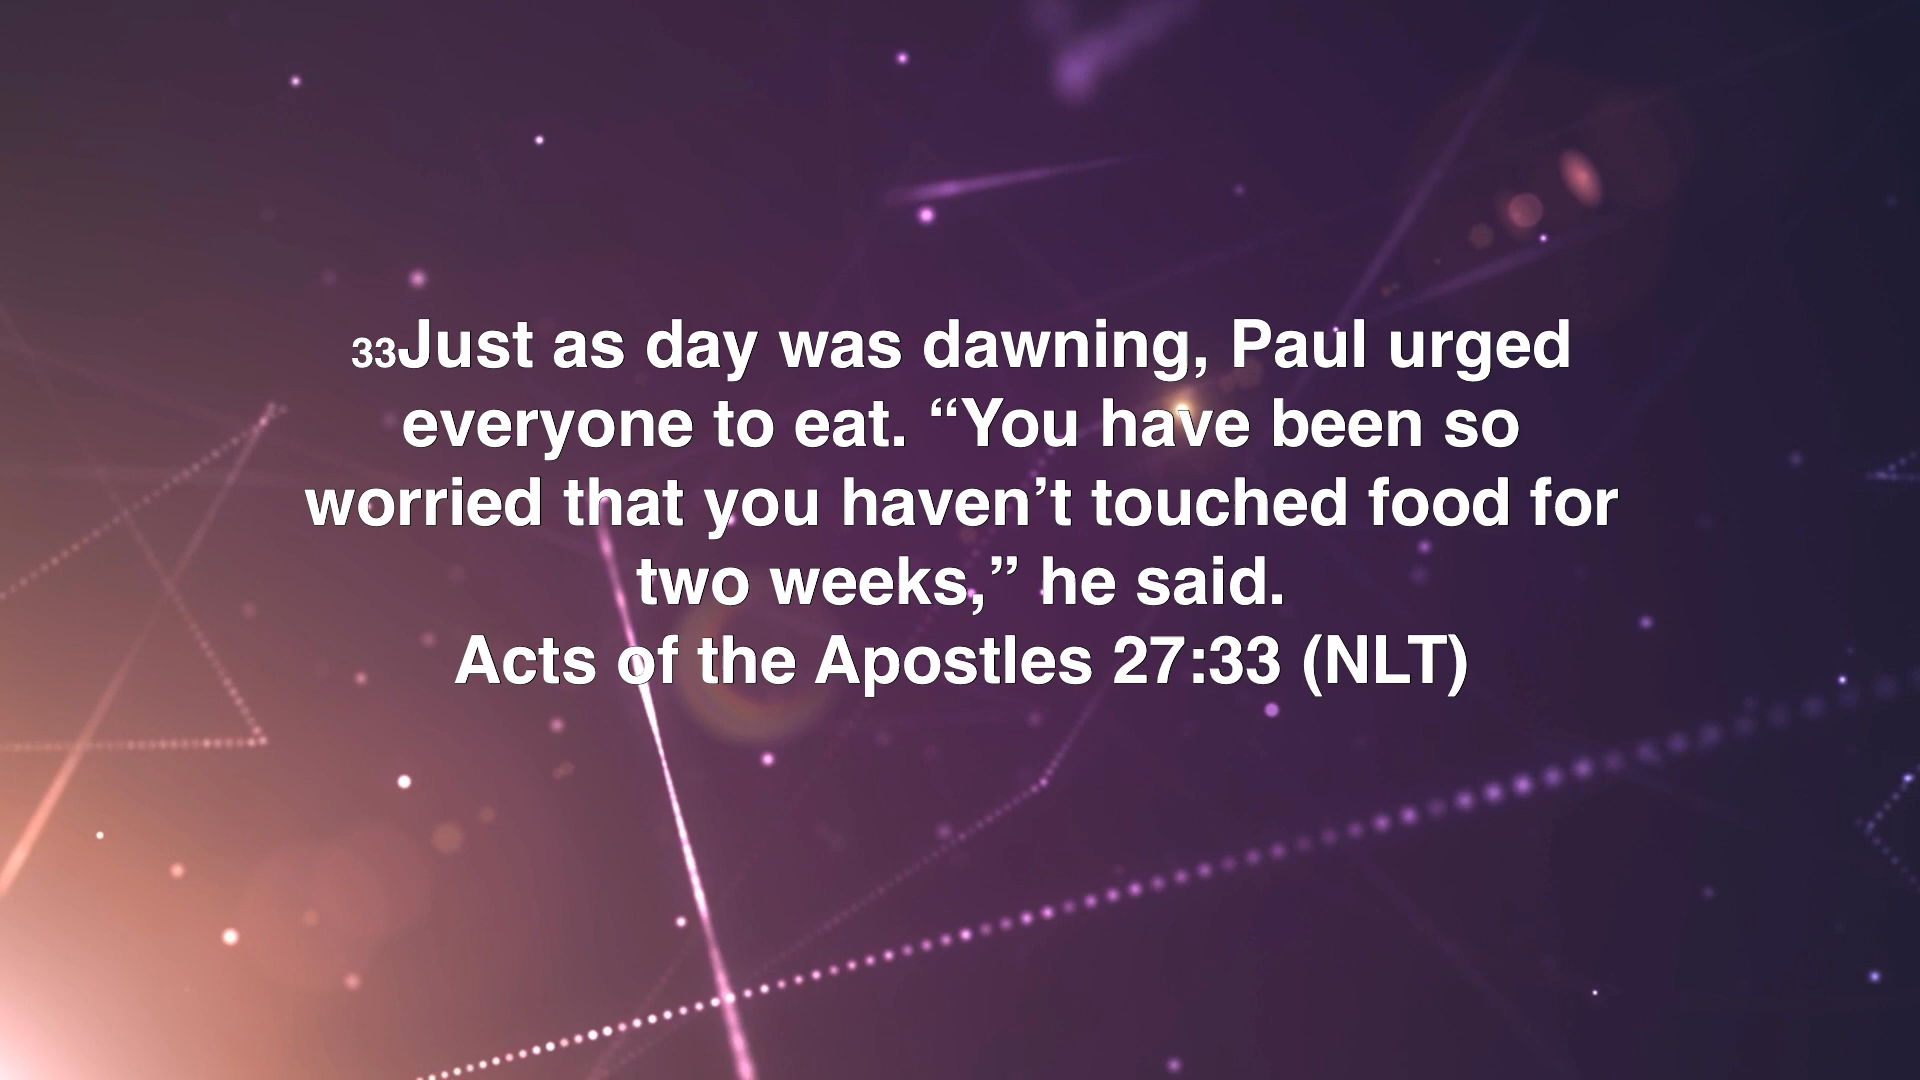 33Just as day was dawning, Paul urged
everyone to eat. “You have been so
worried that you haven’t touched food for
two weeks,” he said.
Acts of the Apostles 27:33 (NLT)